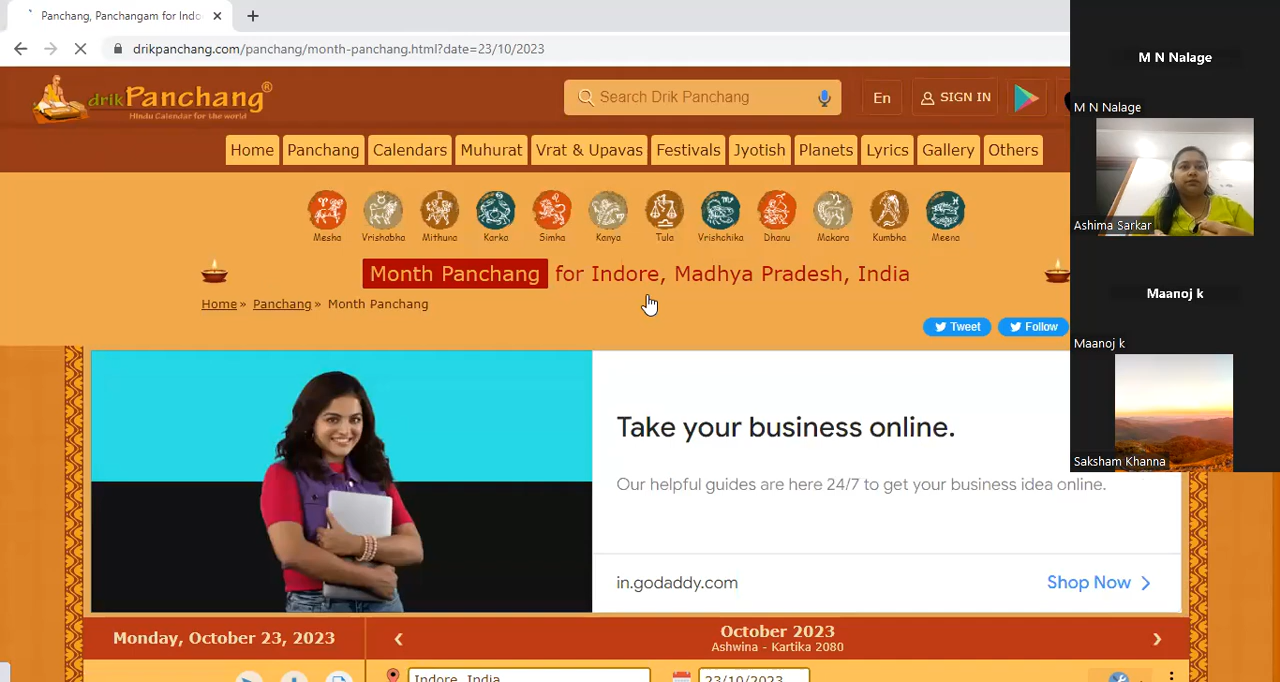 Panchang, Panchangam for Indo
drikpanchang.com/panchang/month-panchang.html?date=23/10/2023
drikPanchang®
Hindu Calendar for the world
Search Drik Panchang
En
SIGN IN
Home Panchang Calendars Muhurat Vrat & Upavas Festivals Jyotish Planets Lyrics Gallery Others
Mesha Vrishabha Mithuna Karka Simha Kanya Tula Vrishchika Dhanu Makara Kumbha Meena
Month Panchang for Indore, Madhya Pradesh, India
Home » Panchang » Month Panchang
Tweet Follow
Take your business online.
Our helpful guides are here 24/7 to get your business idea online.
in.godaddy.com
Shop Now
Monday, October 23, 2023
October 2023
Ashwina - Kartika 2080
Indore, India
23/10/2023
M N Nalage
M N Nalage
Ashima Sarkar
Maanoj k
Maanoj k
Saksham Khanna